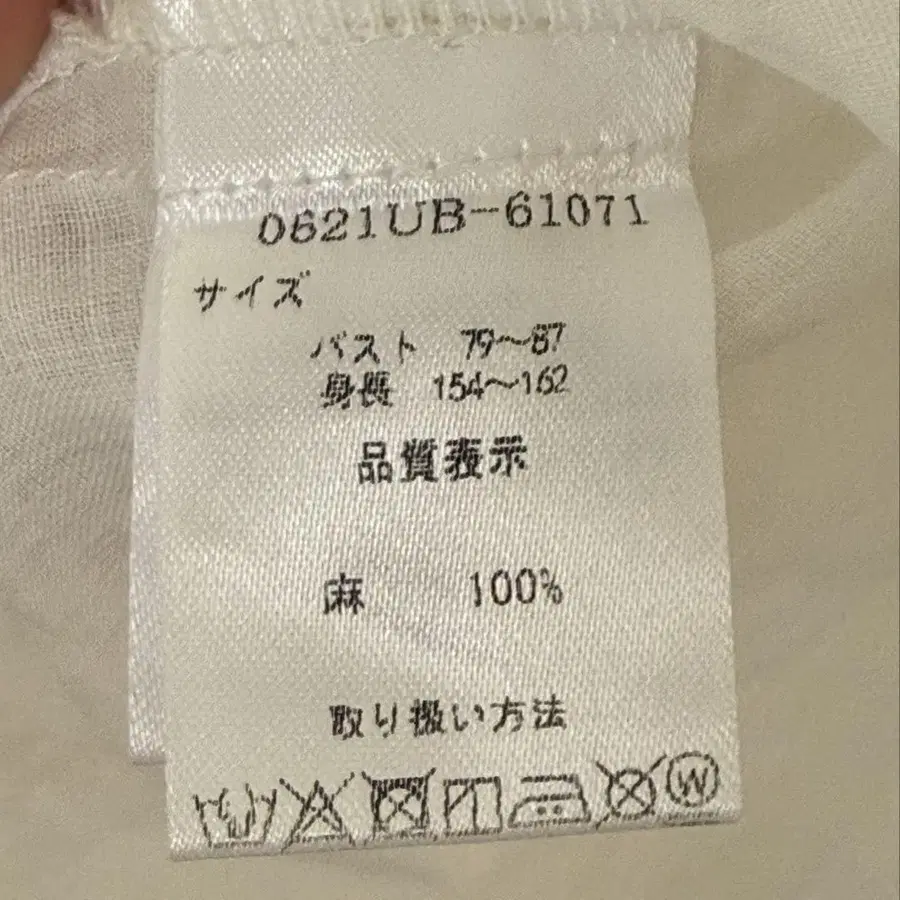 0621UB-61071
サイズ
バスト 79～87
身長 154～162
品質表示
麻 100%
取り扱い方法
W